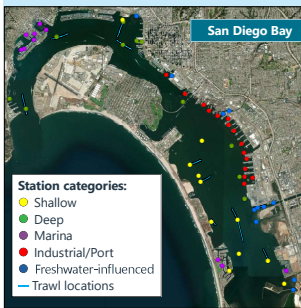 San Diego Bay
Station categories:
Shallow
Deep
Marina
Industrial/Port
Freshwater-influenced
Trawl locations